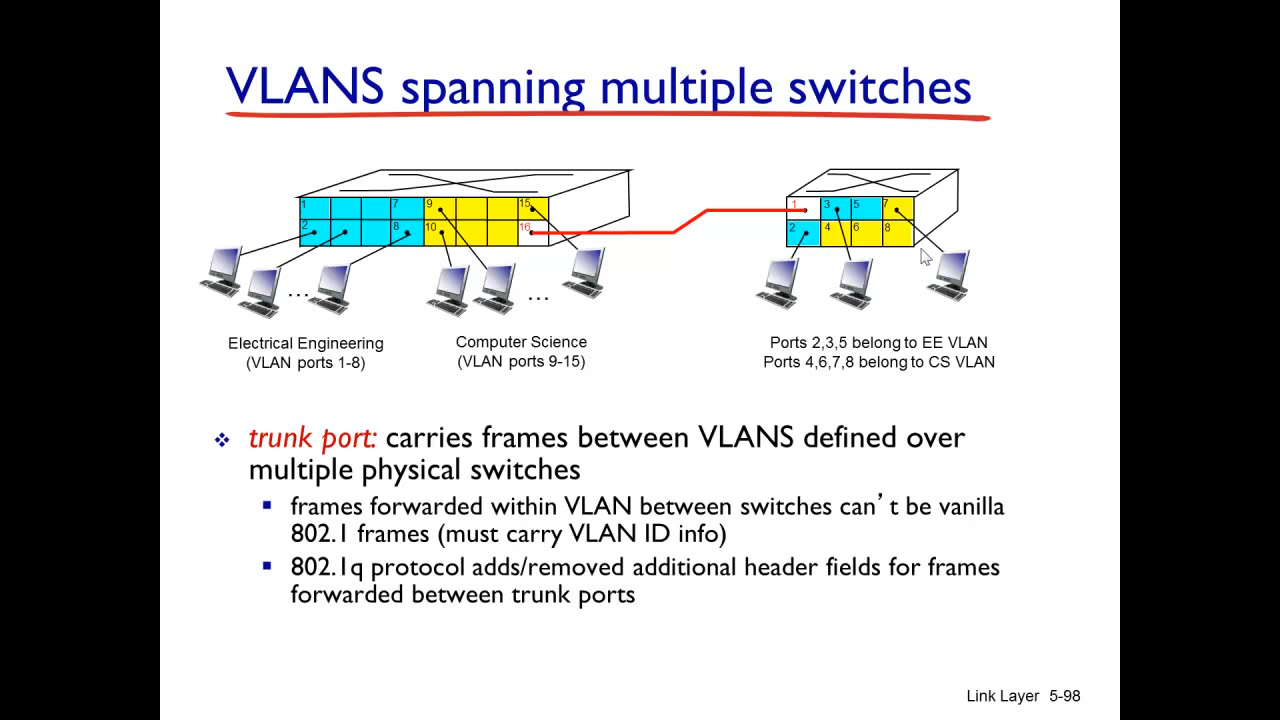 VLANS spanning multiple switches
1 7 9 15
2 8 10 16
1 3 5 7
2 4 6 8
... ...
Electrical Engineering
(VLAN ports 1-8)
Computer Science
(VLAN ports 9-15)
Ports 2,3,5 belong to EE VLAN
Ports 4,6,7,8 belong to CS VLAN
trunk port: carries frames between VLANS defined over
multiple physical switches
frames forwarded within VLAN between switches can’t be vanilla
802.1 frames (must carry VLAN ID info)
802.1q protocol adds/removed additional header fields for frames
forwarded between trunk ports
Link Layer 5-98